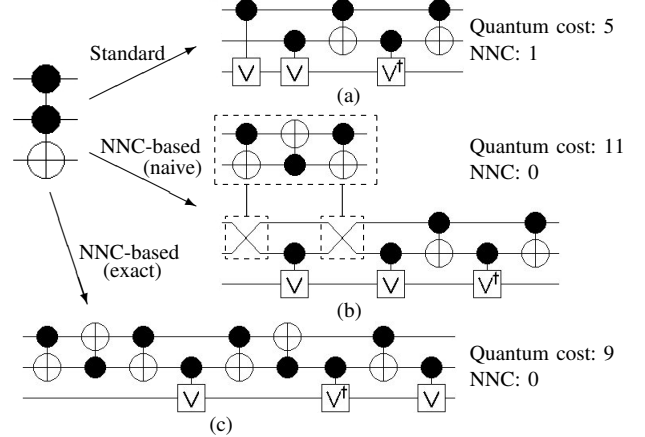 Standard
V V V†
(a)
Quantum cost: 5
NNC: 1
NNC-based
(naive)
V V V†
(b)
Quantum cost: 11
NNC: 0
NNC-based
(exact)
V V† V
(c)
Quantum cost: 9
NNC: 0